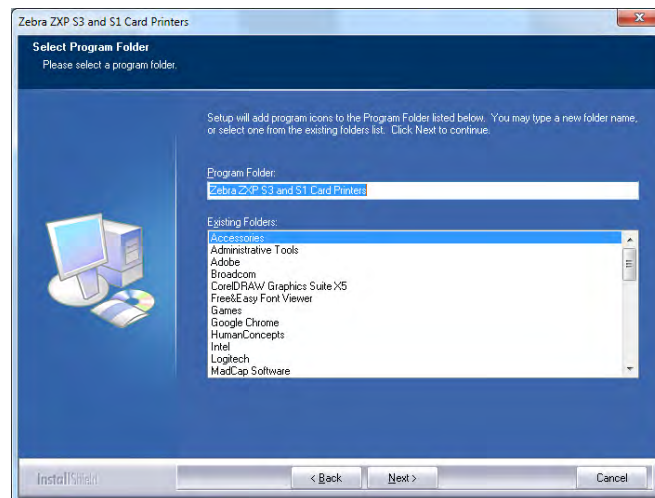 Zebra ZXP S3 and S1 Card Printers
Select Program Folder
Please select a program folder.
Setup will add program icons to the Program Folder listed below. You may type a new folder name,
or select one from the existing folders list. Click Next to continue.
Program Folder:
Zebra ZXP S3 and S1 Card Printers
Existing Folders:
Accessories
Administrative Tools
Adobe
Broadcom
CorelDRAW Graphics Suite X5
Free&Easy Font Viewer
Games
Google Chrome
HumanConcepts
Intel
Logitech
MadCap Software
InstallShield
< Back
Next >
Cancel